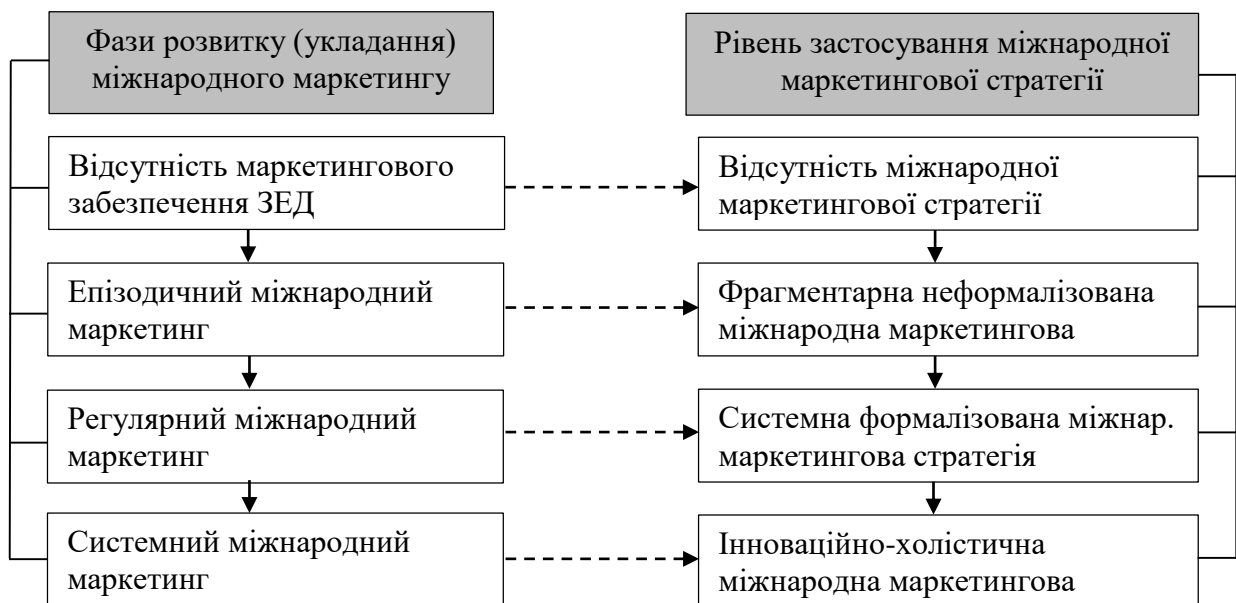 Фази розвитку (укладання)
міжнародного маркетингу
Рівень застосування міжнародної
маркетингової стратегії
Відсутність маркетингового
забезпечення ЗЕД
Відсутність міжнародної
маркетингової стратегії
Епізодичний міжнародний
маркетинг
Фрагментарна неформалізована
міжнародна маркетингова
Регулярний міжнародний
маркетинг
Системна формалізована міжнар.
маркетингова стратегія
Системний міжнародний
маркетинг
Інноваційно-холістична
міжнародна маркетингова